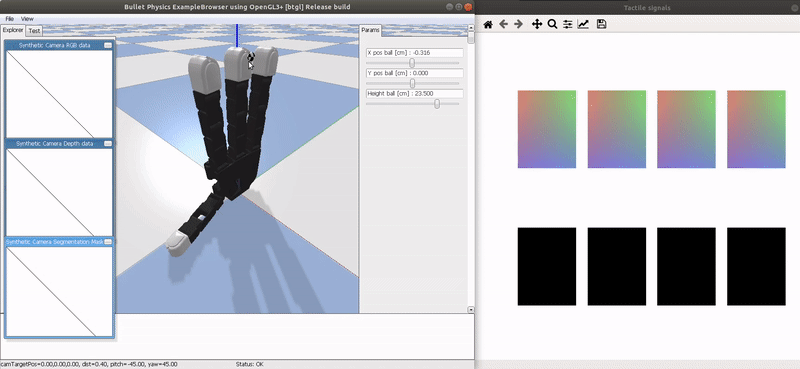 Bullet Physics ExampleBrowser using OpenGL3+ [btgl] Release build
Tactile signals
File View
Explorer Test
Params
Synthetic Camera RGB data
X pos ball [cm] : -0.316
Y pos ball [cm] : 0.000
Height ball [cm] : 23.500
Synthetic Camera Depth data
Synthetic Camera Segmentation Mask
camTargetPos=0.00,0.00,0.00, dist=0.40, pitch=-45.00, yaw=45.00
Status: OK